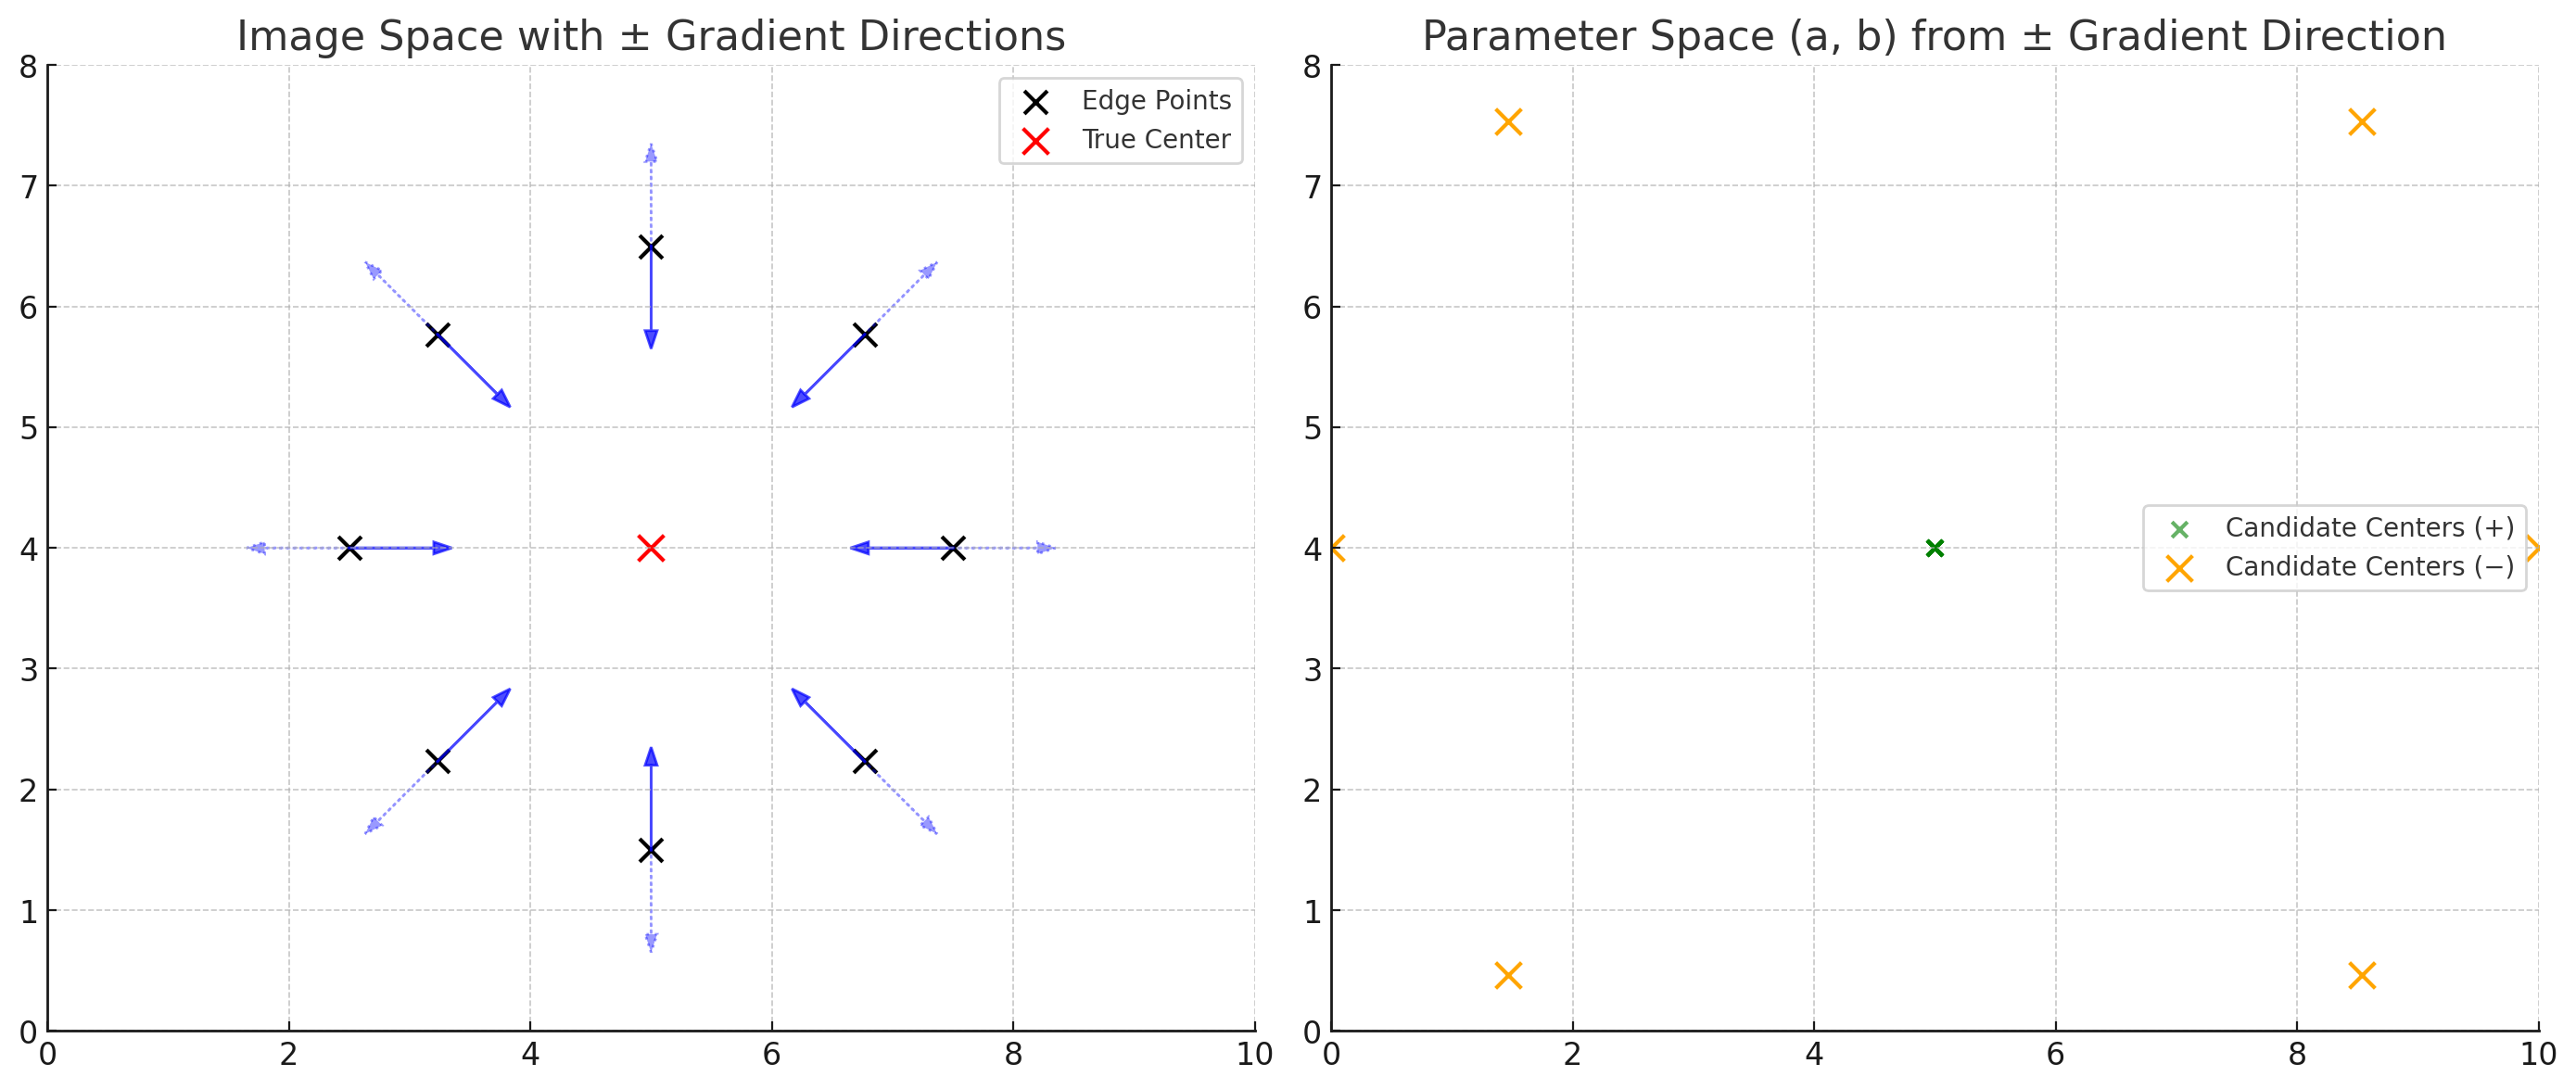 Image Space with ± Gradient Directions
8
7
6
5
4
3
2
1
0
0 2 4 6 8 10
Edge Points
True Center
Parameter Space (a, b) from ± Gradient Direction
8
7
6
5
4
3
2
1
0
0 2 4 6 8 10
Candidate Centers (+)
Candidate Centers (−)